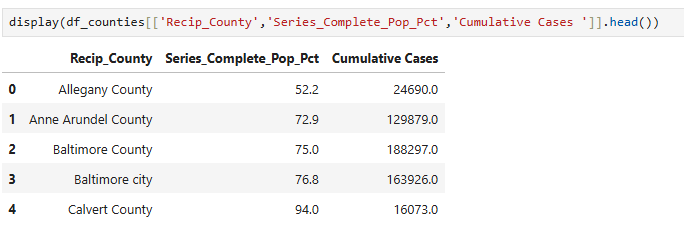 display(df_counties[['Recip_County','Series_Complete_Pop_Pct','Cumulative Cases ']].head())
Recip_County Series_Complete_Pop_Pct Cumulative Cases
0 Allegany County 52.2 24690.0
1 Anne Arundel County 72.9 129879.0
2 Baltimore County 75.0 188297.0
3 Baltimore city 76.8 163926.0
4 Calvert County 94.0 16073.0